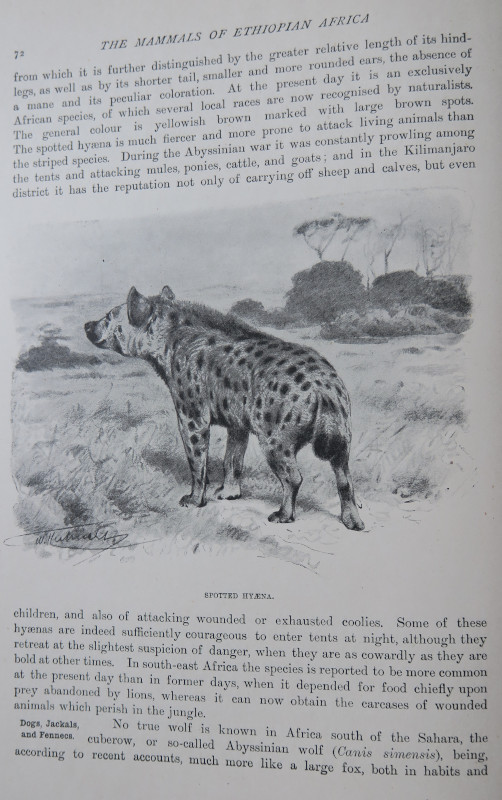 72
THE MAMMALS OF ETHIOPIAN AFRICA
from which it is further distinguished by the greater relative length of its hind-
legs, as well as by its shorter tail, smaller and more rounded ears, the absence of
a mane and its peculiar coloration. At the present day it is an exclusively
African species, of which several local races are now recognised by naturalists.
The general colour is yellowish brown marked with large brown spots.
The spotted hyæna is much fiercer and more prone to attack living animals than
the striped species. During the Abyssinian war it was constantly prowling among
the tents and attacking mules, ponies, cattle, and goats; and in the Kilimanjaro
district it has the reputation not only of carrying off sheep and calves, but even
SPOTTED HYÆNA.
children, and also of attacking wounded or exhausted coolies. Some of these
hyænas are indeed sufficiently courageous to enter tents at night, although they
retreat at the slightest suspicion of danger, when they are as cowardly as they are
bold at other times. In south-east Africa the species is reported to be more common
at the present day than in former days, when it depended for food chiefly upon
prey abandoned by lions, whereas it can now obtain the carcases of wounded
animals which perish in the jungle.
Dogs, Jackals,
and Fennecs.
No true wolf is known in Africa south of the Sahara, the
cuberow, or so-called Abyssinian wolf (Canis simensis), being,
according to recent accounts, much more like a large fox, both in habits and